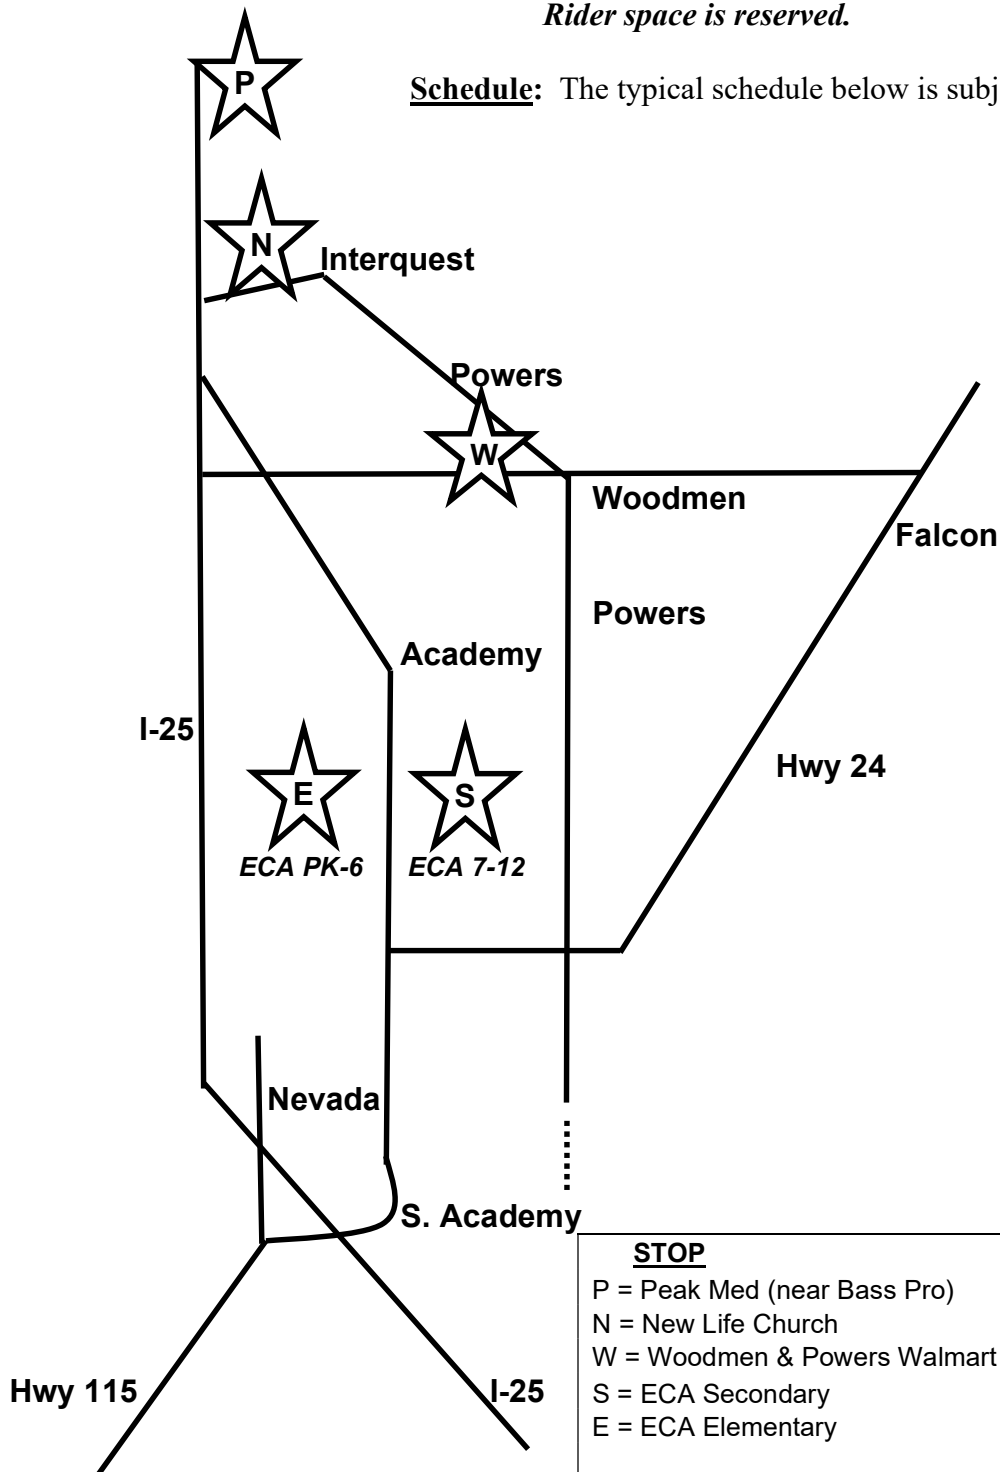 Rider space is reserved.
Schedule: The typical schedule below is subj
P
N
Interquest
Powers
W
Woodmen
Falcon
Powers
Academy
I-25
Hwy 24
E
S
ECA PK-6
ECA 7-12
Nevada
S. Academy
STOP
P = Peak Med (near Bass Pro)
N = New Life Church
W = Woodmen & Powers Walmart
S = ECA Secondary
E = ECA Elementary
Hwy 115
I-25